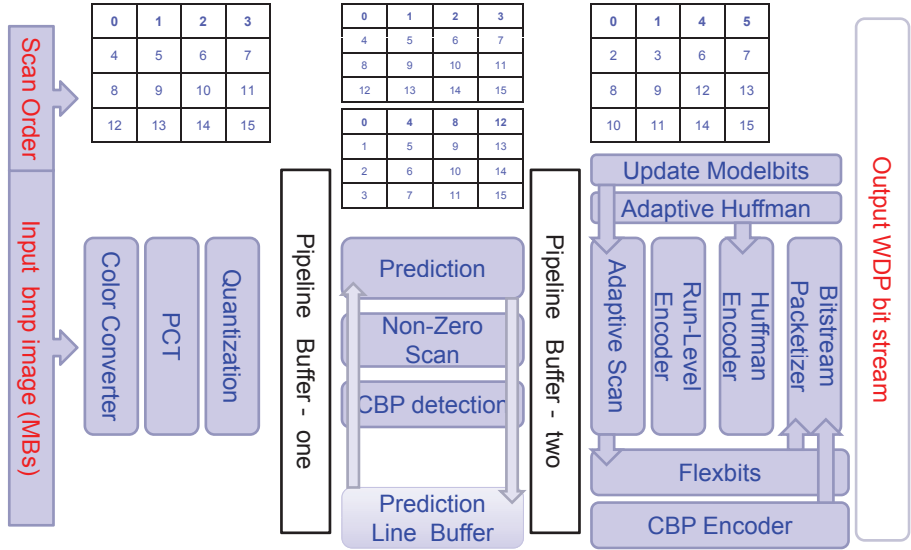 Scan Order
0 1 2 3
4 5 6 7
8 9 10 11
12 13 14 15
0 1 2 3
4 5 6 7
8 9 10 11
12 13 14 15
0 4 8 12
1 5 9 13
2 6 10 14
3 7 11 15
0 1 4 5
2 3 6 7
8 9 12 13
10 11 14 15
Input bmp image (MBs)
Color Converter
PCT
Quantization
Pipeline Buffer - one
Prediction
Non-Zero
Scan
CBP detection
Prediction
Line Buffer
Pipeline Buffer - two
Update Modelbits
Adaptive Huffman
Adaptive Scan
Run-Level
Encoder
Huffman
Encoder
Bitstream
Packetizer
Flexbits
CBP Encoder
Output WDP bit stream